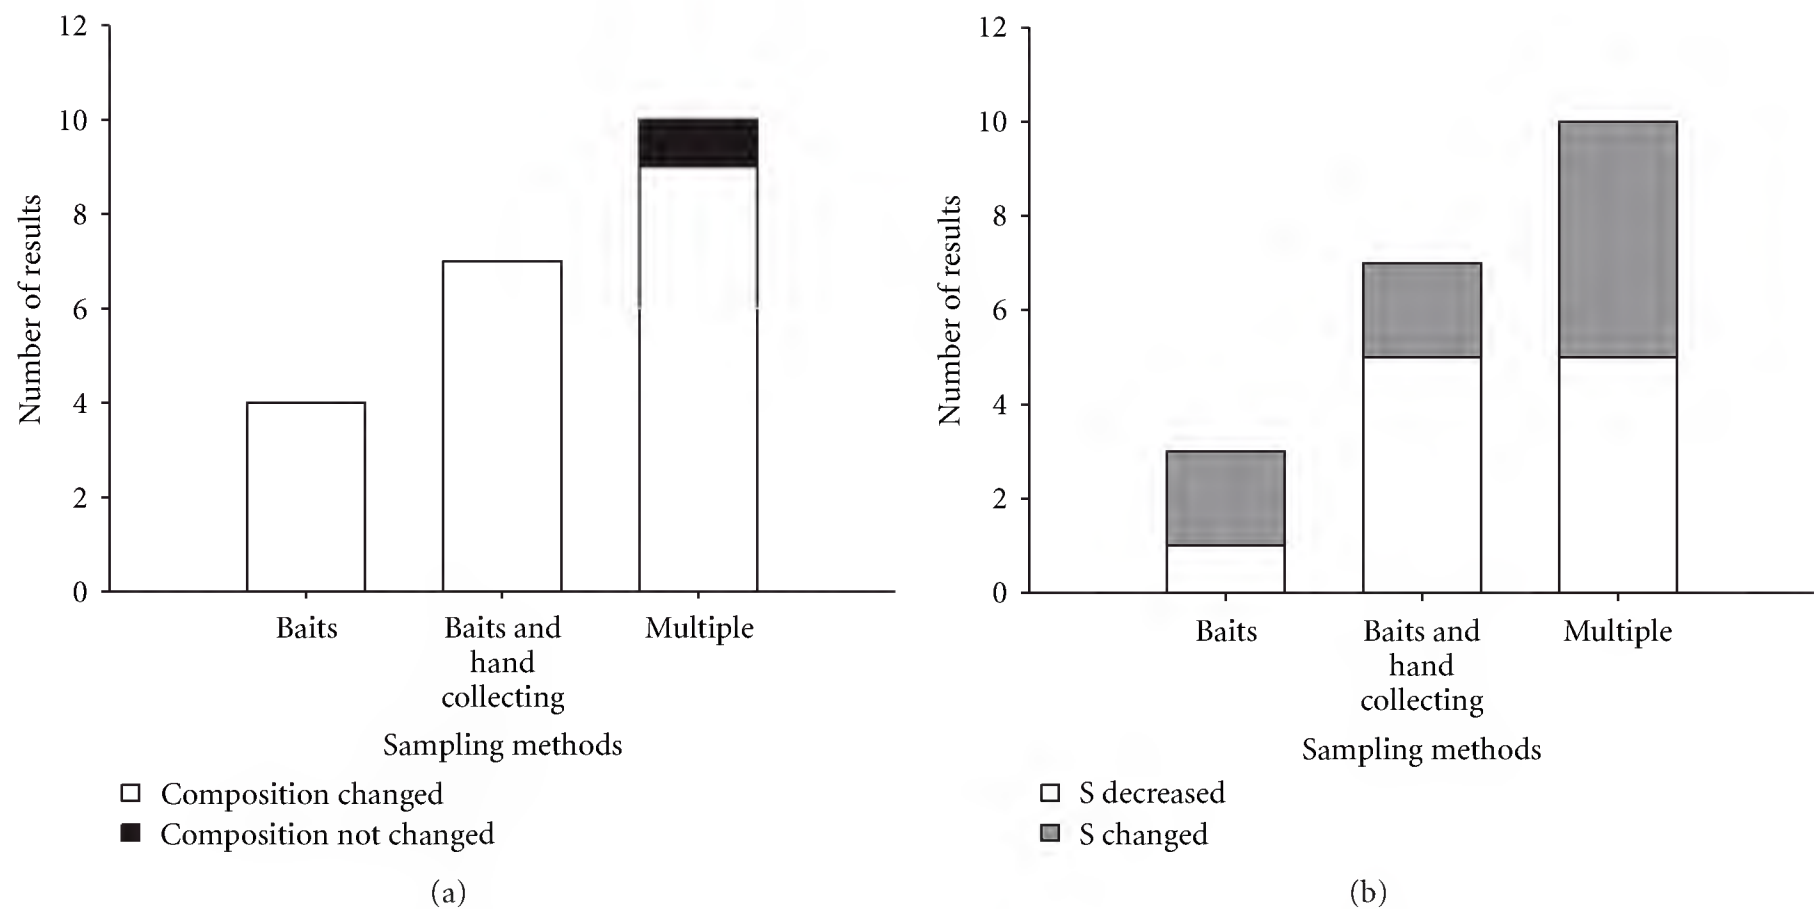 12
10
8
6
4
2
0
Number of results
Baits
Baits and
hand
collecting
Multiple
Sampling methods
Composition changed
Composition not changed
(a)
12
10
8
6
4
2
0
Number of results
Baits
Baits and
hand
collecting
Multiple
Sampling methods
S decreased
S changed
(b)